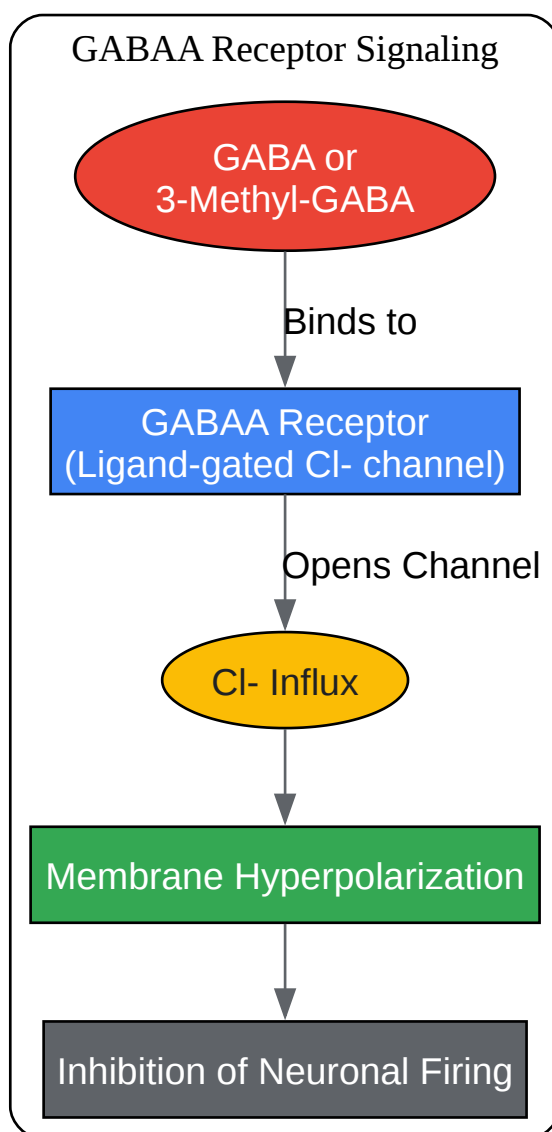 GABAA Receptor Signaling
GABA or
3-Methyl-GABA
Binds to
GABAA Receptor
(Ligand-gated Cl- channel)
Opens Channel
Cl- Influx
Membrane Hyperpolarization
Inhibition of Neuronal Firing